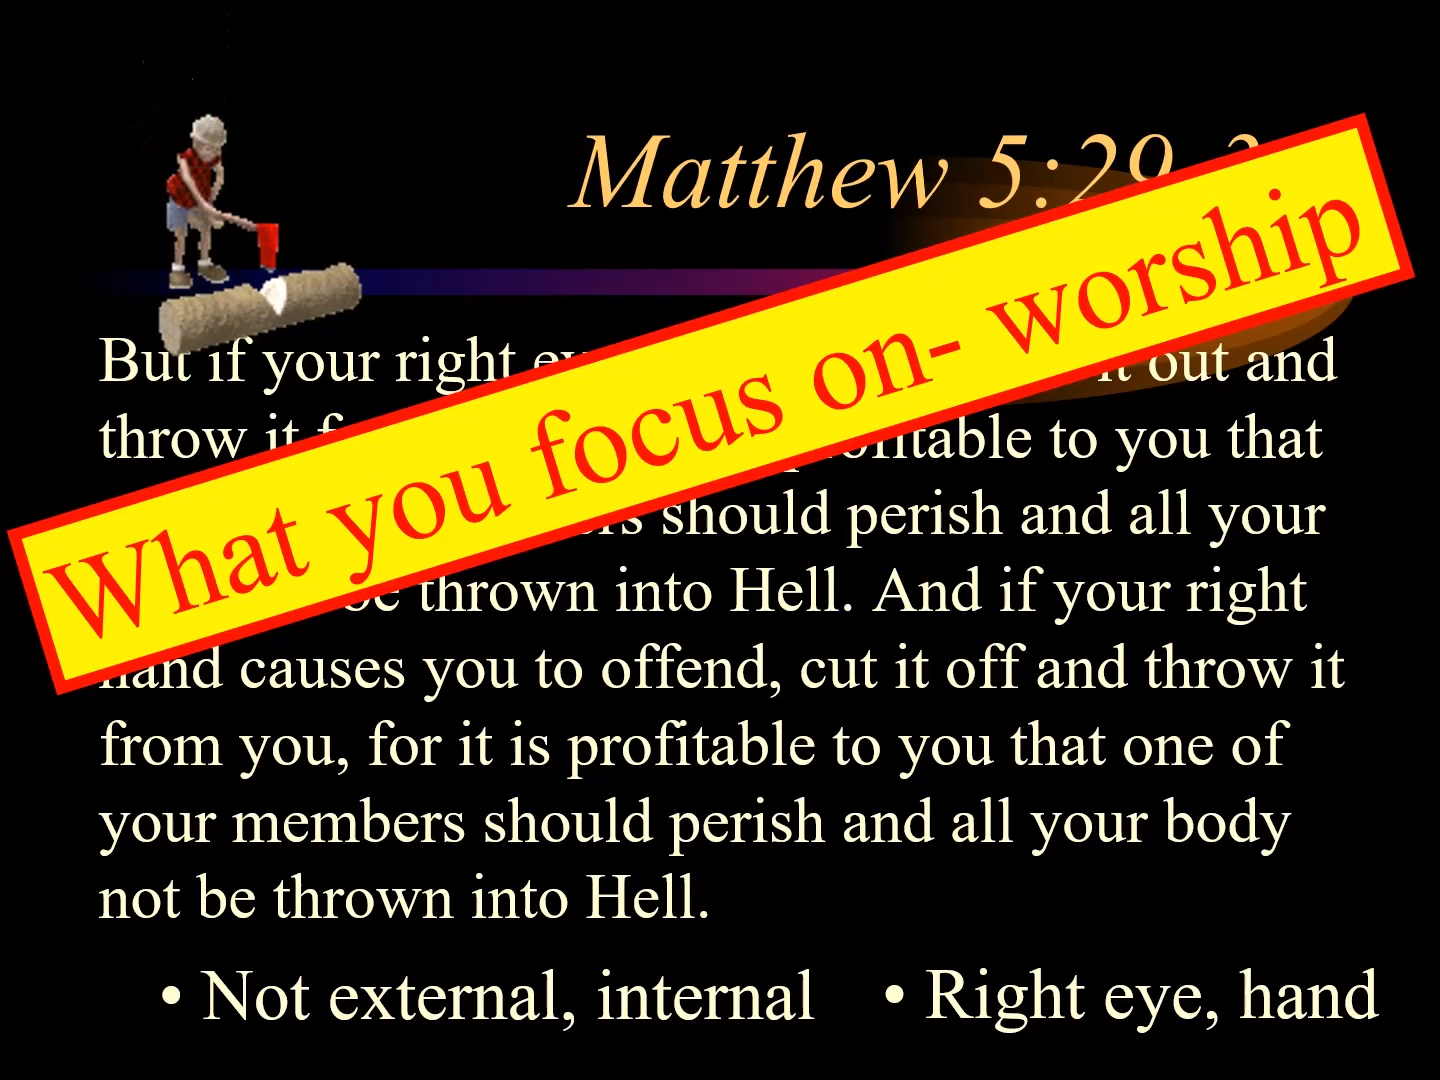 Matthew 5:29
What you focus on- worship
But if your right it out and
throw it profitable to you that
should perish and all your
be thrown into Hell. And if your right
hand causes you to offend, cut it off and throw it
from you, for it is profitable to you that one of
your members should perish and all your body
not be thrown into Hell.
• Not external, internal • Right eye, hand